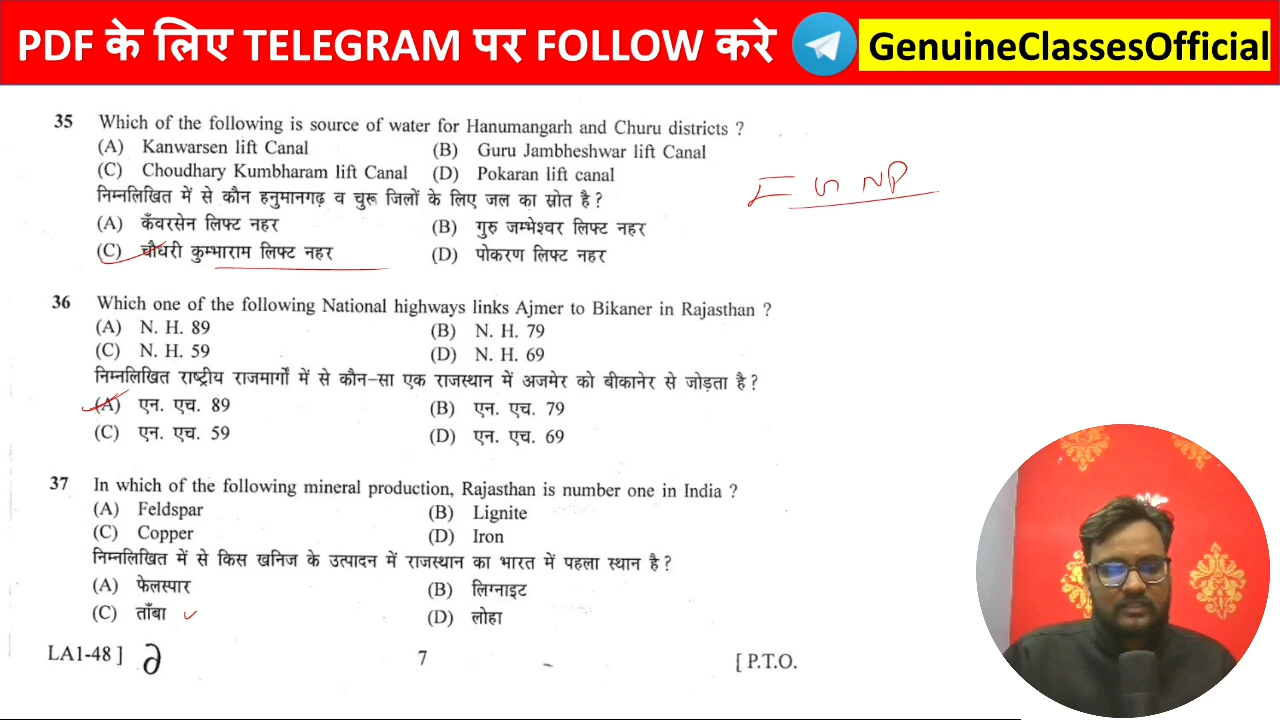 PDF के लिए TELEGRAM पर FOLLOW करे GenuineClassesOfficial
35 Which of the following is source of water for Hanumangarh and Churu districts ?
(A) Kanwarsen lift Canal (B) Guru Jambheshwar lift Canal
(C) Choudhary Kumbharam lift Canal (D) Pokaran lift canal
निम्नलिखित में से कौन हनुमानगढ़ व चुरू जिलों के लिए जल का स्रोत है ?
(A) कँवरसेन लिफ्ट नहर (B) गुरु जम्भेश्वर लिफ्ट नहर
(C) चौधरी कुम्भाराम लिफ्ट नहर (D) पोकरण लिफ्ट नहर
36 Which one of the following National highways links Ajmer to Bikaner in Rajasthan ?
(A) N. H. 89 (B) N. H. 79
(C) N. H. 59 (D) N. H. 69
निम्नलिखित राष्ट्रीय राजमार्गों में से कौन-सा एक राजस्थान में अजमेर को बीकानेर से जोड़ता है ?
(A) एन. एच. 89 (B) एन. एच. 79
(C) एन. एच. 59 (D) एन. एच. 69
37 In which of the following mineral production, Rajasthan is number one in India ?
(A) Feldspar (B) Lignite
(C) Copper (D) Iron
निम्नलिखित में से किस खनिज के उत्पादन में राजस्थान का भारत में पहला स्थान है ?
(A) फेलस्पार (B) लिग्नाइट
(C) ताँबा (D) लोहा
LA1-48 ] 7 [ P.T.O.